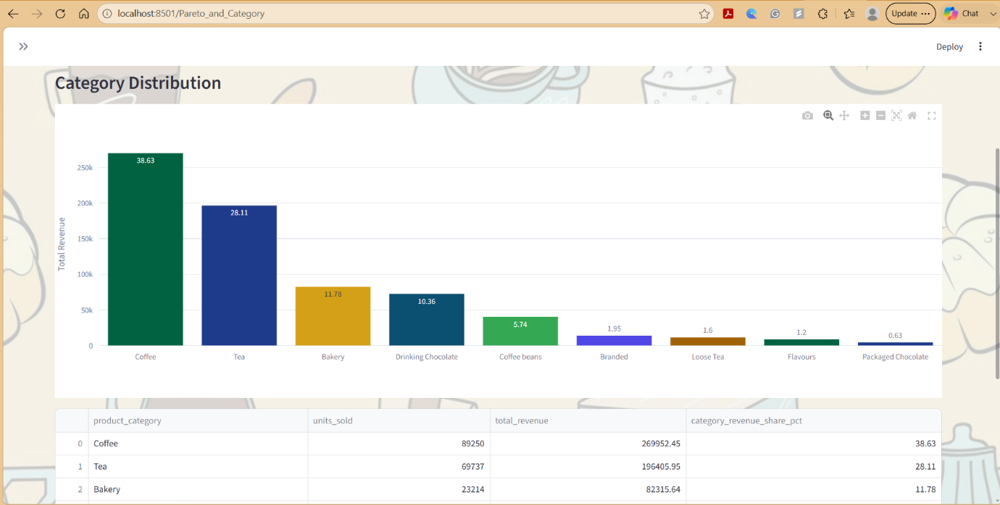 localhost:8501/Pareto_and_Category
Update
Chat
Deploy
Category Distribution
Total Revenue
250k
200k
150k
100k
50k
0
38.63
28.11
11.78
10.36
5.74
1.95
1.6
1.2
0.63
Coffee Tea Bakery Drinking Chocolate Coffee beans Branded Loose Tea Flavours Packaged Chocolate
product_category units_sold total_revenue category_revenue_share_pct
0 Coffee 89250 269952.45 38.63
1 Tea 69737 196405.95 28.11
2 Bakery 23214 82315.64 11.78